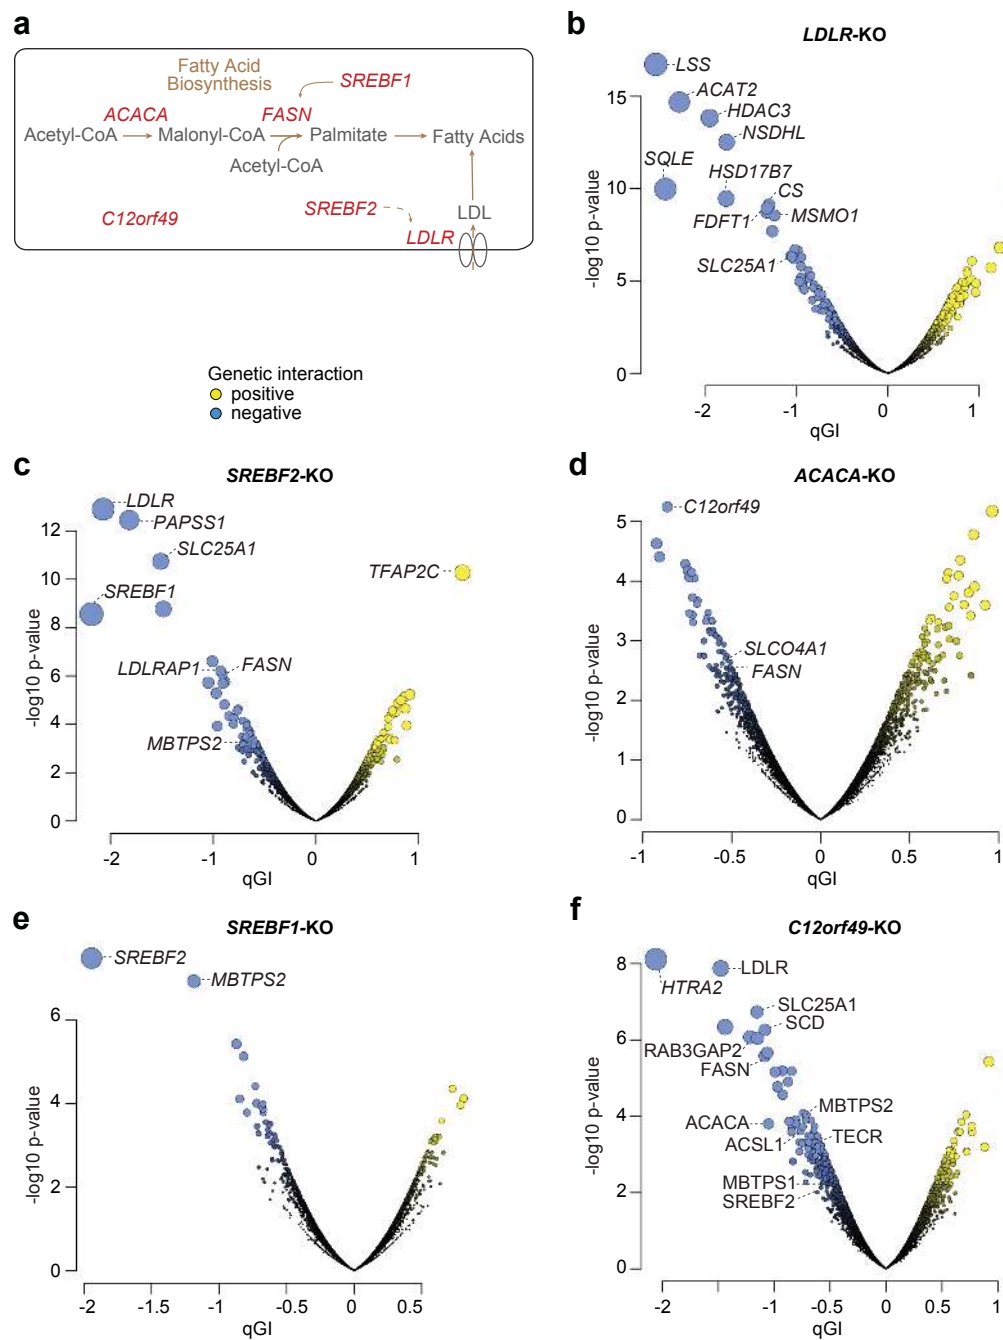 a
Fatty Acid
Biosynthesis
SREBF1
ACACA
FASN
Acetyl-CoA
Malonyl-CoA
Palmitate
Fatty Acids
Acetyl-CoA
C12orf49
SREBF2
LDL
LDLR
Genetic interaction
positive
negative
b
LDLR-KO
LSS
ACAT2
HDAC3
NSDHL
SQLE
HSD17B7
CS
FDFT1
MSMO1
SLC25A1
-log10 p-value
15
10
5
0
-2
-1
0
1
qGI
c
SREBF2-KO
LDLR
PAPSS1
SLC25A1
TFAP2C
SREBF1
LDLRAP1
FASN
MBTPS2
-log10 p-value
12
10
8
6
4
2
0
-2
-1
0
1
qGI
d
ACACA-KO
C12orf49
SLCO4A1
FASN
-log10 p-value
5
4
3
2
1
0
-1
-0.5
0
0.5
1
qGI
e
SREBF1-KO
SREBF2
MBTPS2
-log10 p-value
6
4
2
0
-2
-1.5
-1
-0.5
0
0.5
qGI
f
C12orf49-KO
LDLR
HTRA2
SLC25A1
SCD
RAB3GAP2
FASN
MBTPS2
ACACA
ACSL1
TECR
MBTPS1
SREBF2
-log10 p-value
8
6
4
2
0
-2
-1
0
0.5
1
qGI